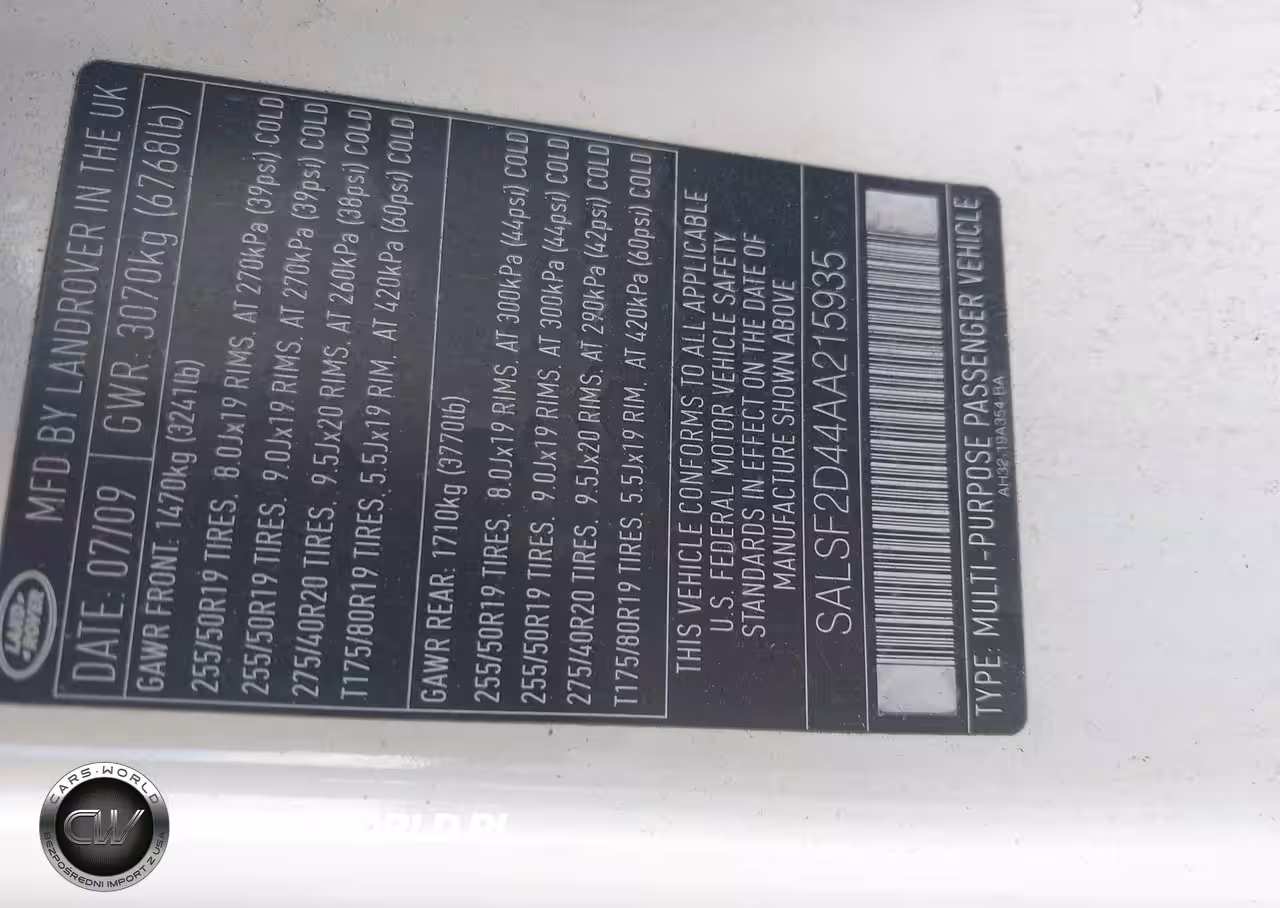 LAND ROVER
MFD BY LANDROVER IN THE UK
DATE: 07/09 GWR: 3070kg (6768lb)
GAWR FRONT: 1470kg (3241lb)
255/50R19 TIRES. 8.0Jx19 RIMS. AT 270kPa (39psi) COLD
255/50R19 TIRES. 9.0Jx19 RIMS. AT 270kPa (39psi) COLD
275/40R20 TIRES. 9.5Jx20 RIMS. AT 260kPa (38psi) COLD
T175/80R19 TIRES. 5.5Jx19 RIM. AT 420kPa (60psi) COLD
GAWR REAR: 1710kg (3770lb)
255/50R19 TIRES. 8.0Jx19 RIMS. AT 300kPa (44psi) COLD
255/50R19 TIRES. 9.0Jx19 RIMS. AT 300kPa (44psi) COLD
275/40R20 TIRES. 9.5Jx20 RIMS. AT 290kPa (42psi) COLD
T175/80R19 TIRES. 5.5Jx19 RIM. AT 420kPa (60psi) COLD
THIS VEHICLE CONFORMS TO ALL APPLICABLE
U.S. FEDERAL MOTOR VEHICLE SAFETY
STANDARDS IN EFFECT ON THE DATE OF
MANUFACTURE SHOWN ABOVE
SALSF2D44AA215935
TYPE: MULTI-PURPOSE PASSENGER VEHICLE
AH32-19A354 BA
CARS-WORLD
CW
BEZPOŚREDNI IMPORT Z USA